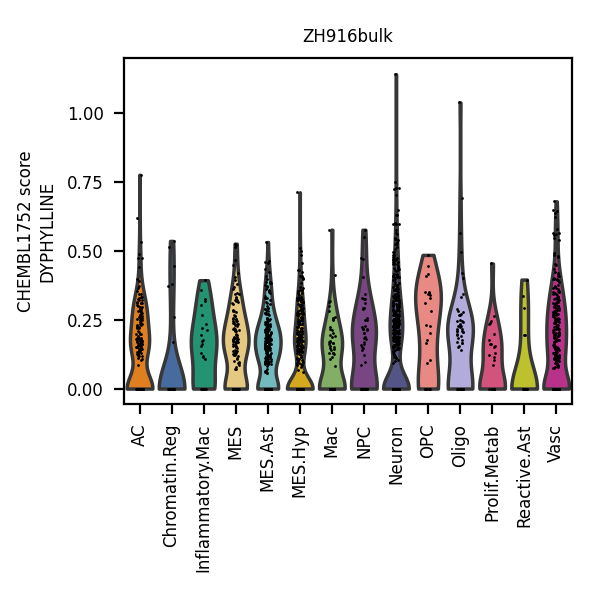 ZH916bulk
CHEMBL1752 score
DYPHYLLINE
1.00
0.75
0.50
0.25
0.00
AC
Chromatin.Reg
Inflammatory.Mac
MES
MES.Ast
MES.Hyp
Mac
NPC
Neuron
OPC
Oligo
Prolif.Metab
Reactive.Ast
Vasc